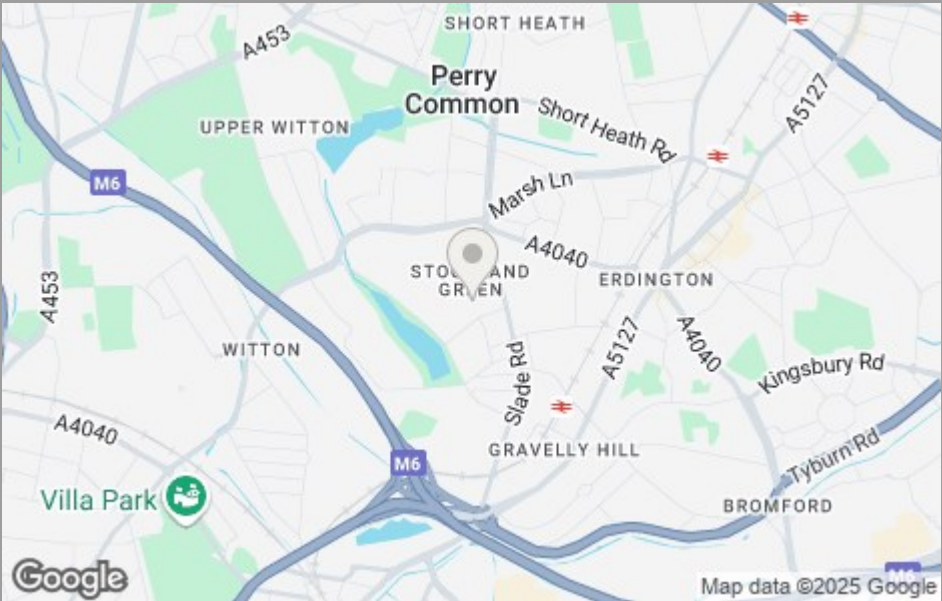 SHORT HEATH
A453
Perry
Common
A5127
Short Heath Rd
UPPER WITTON
M6
Marsh Ln
A4040
STOCKLAND
GREEN
ERDINGTON
A453
A5127
A4040
WITTON
Slade Rd
Kingsbury Rd
A4040
GRAVELLY HILL
Tyburn Rd
M6
Villa Park
BROMFORD
M6
Google
Map data ©2025 Google